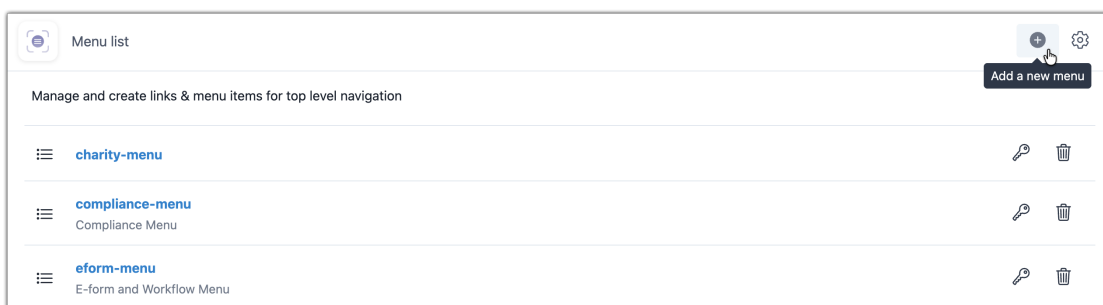 Menu list
Add a new menu
Manage and create links & menu items for top level navigation
charity-menu
compliance-menu
Compliance Menu
eform-menu
E-form and Workflow Menu